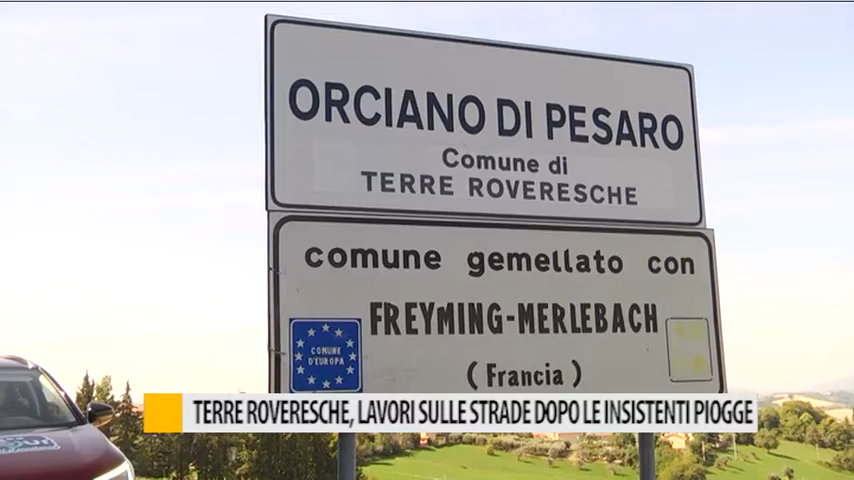 ORCIANO DI PESARO
Comune di
TERRE ROVERESCHE
comune gemellato con
FREYMING-MERLEBACH
COMUNE
D'EUROPA
(Francia)
TERRE ROVERESCHE, LAVORI SULLE STRADE DOPO LE INSISTENTI PIOGGE